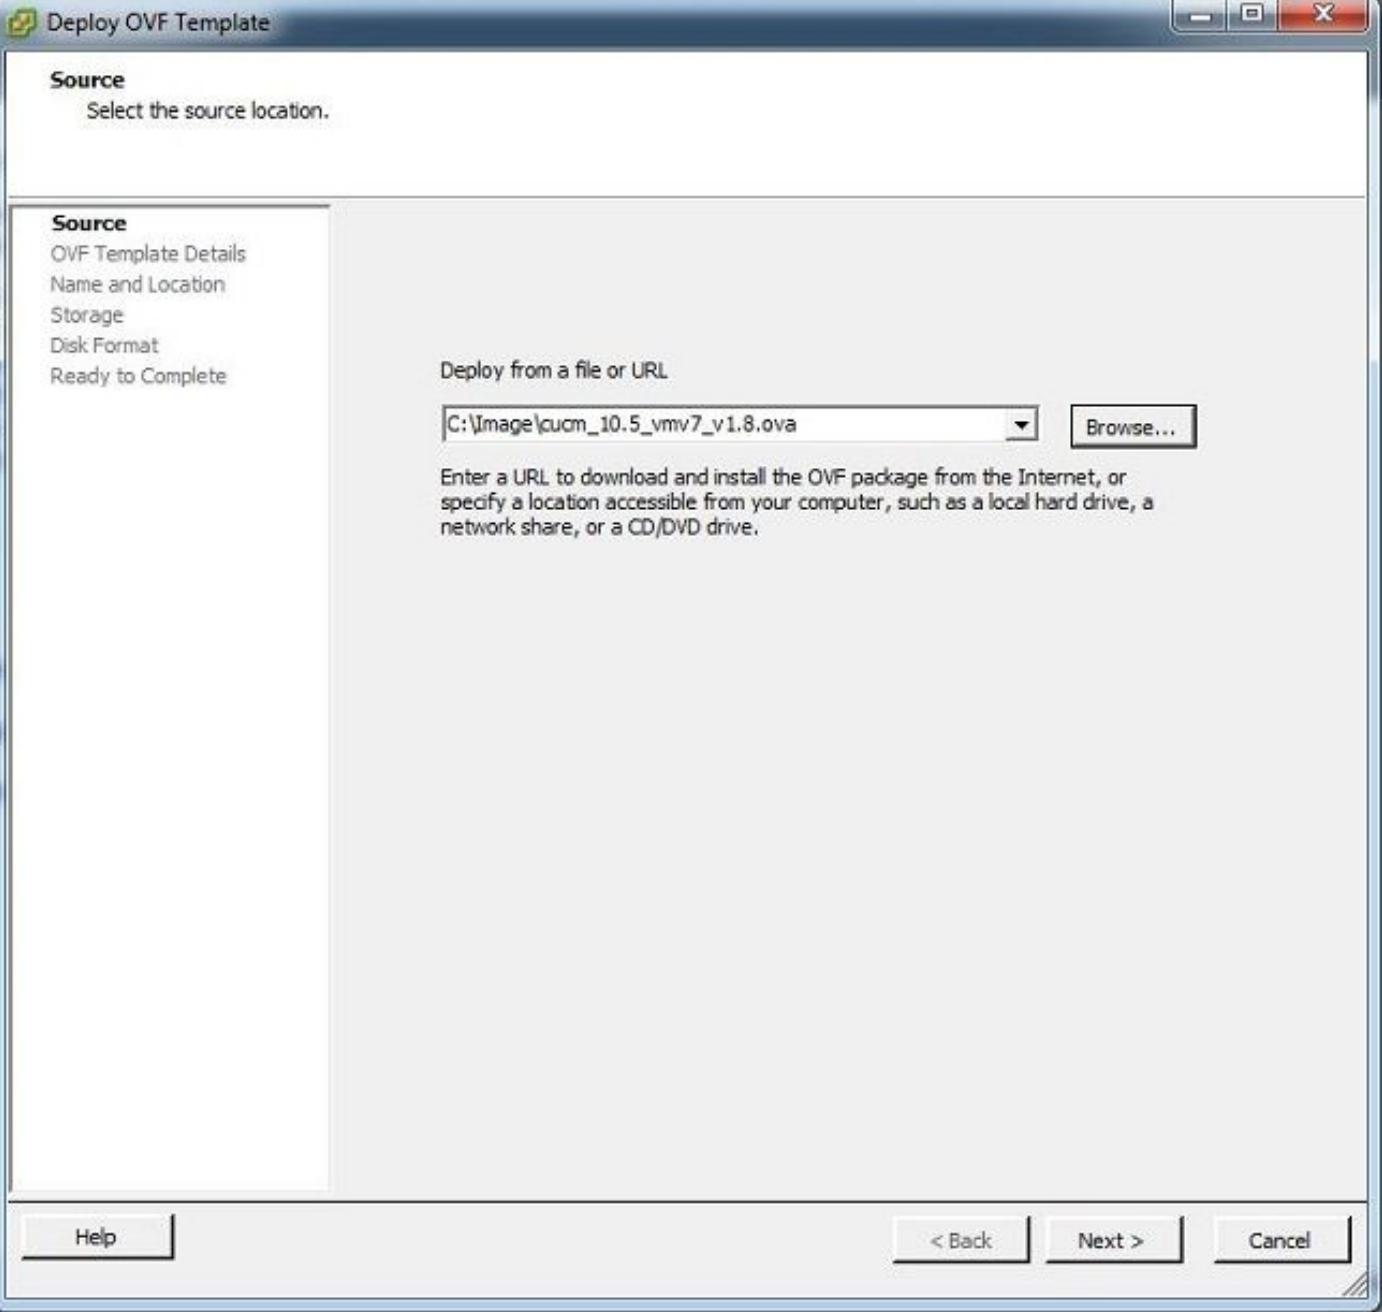 Deploy OVF Template
Source
Select the source location.
Source
OVF Template Details
Name and Location
Storage
Disk Format
Ready to Complete
Deploy from a file or URL
C:\Image\cucm_10.5_vmv7_v1.8.ova
Browse...
Enter a URL to download and install the OVF package from the Internet, or
specify a location accessible from your computer, such as a local hard drive, a
network share, or a CD/DVD drive.
Help
< Back
Next >
Cancel